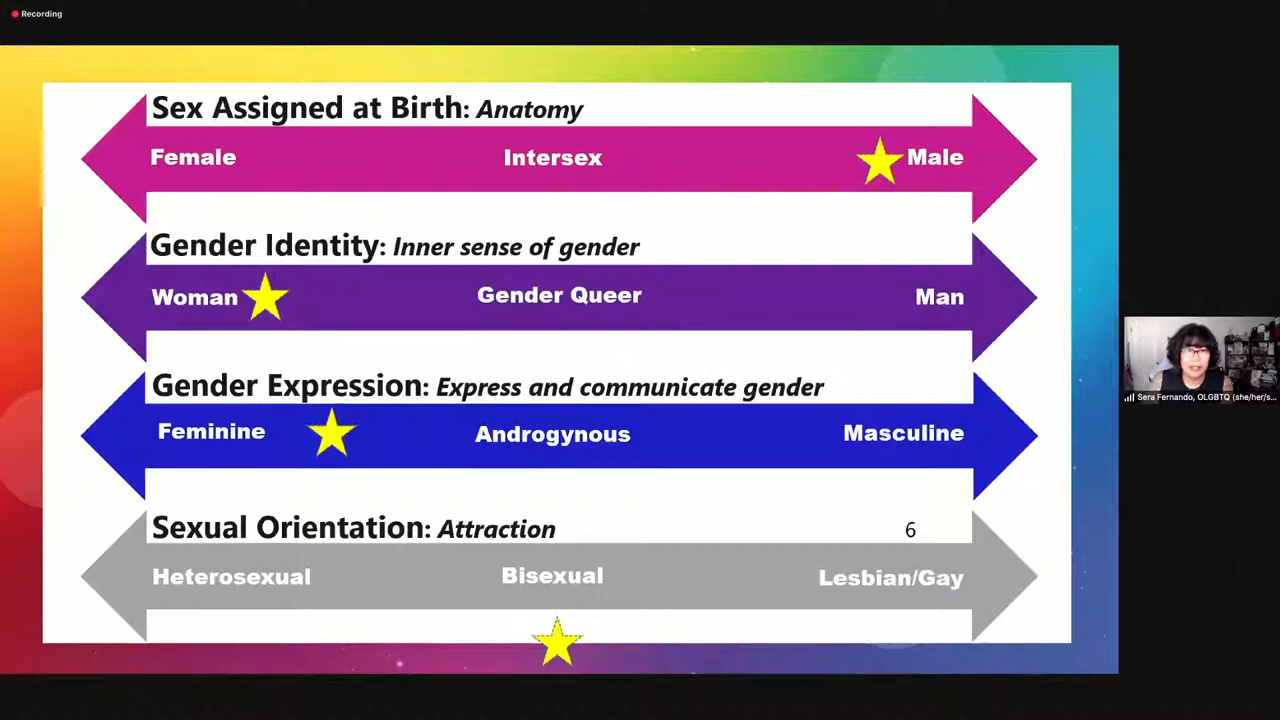 Recording
Sex Assigned at Birth: Anatomy
Female Intersex Male
Gender Identity: Inner sense of gender
Woman Gender Queer Man
Gender Expression: Express and communicate gender
Feminine Androgynous Masculine
Sexual Orientation: Attraction 6
Heterosexual Bisexual Lesbian/Gay
Sera Fernando, OLGBTQ (she/her/s...